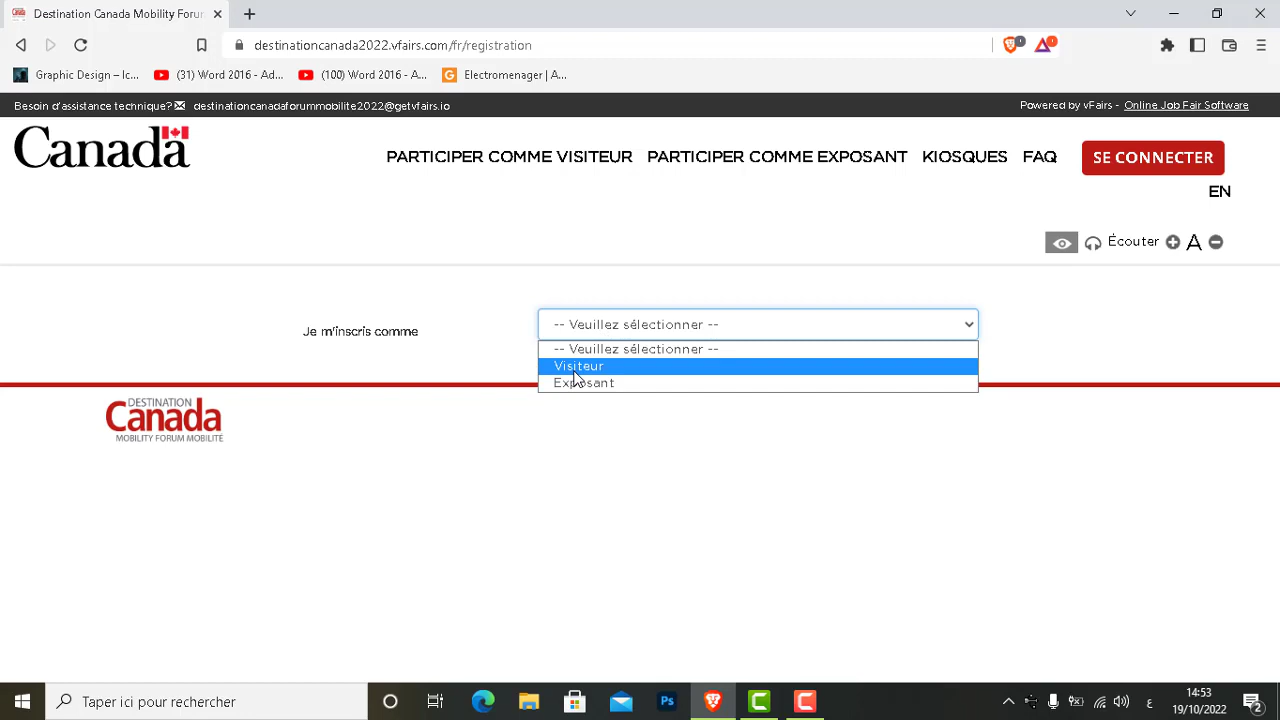 Destination Canada Mobility Forum
destinationcanada2022.vfairs.com/fr/registration
Graphic Design – Ic...
(31) Word 2016 - Ad...
(100) Word 2016 - A...
Electromenager | A...
Besoin d'assistance technique? destinationcanadaforummobilite2022@getvfairs.io
Powered by vFairs - Online Job Fair Software
Canada
PARTICIPER COMME VISITEUR
PARTICIPER COMME EXPOSANT
KIOSQUES
FAQ
SE CONNECTER
EN
Écouter
A
Je m'inscris comme
-- Veuillez sélectionner --
-- Veuillez sélectionner --
Visiteur
Exposant
DESTINATION
Canada
MOBILITY FORUM MOBILITÉ
Taper ici pour rechercher
Ps
ع
14:53
19/10/2022
2